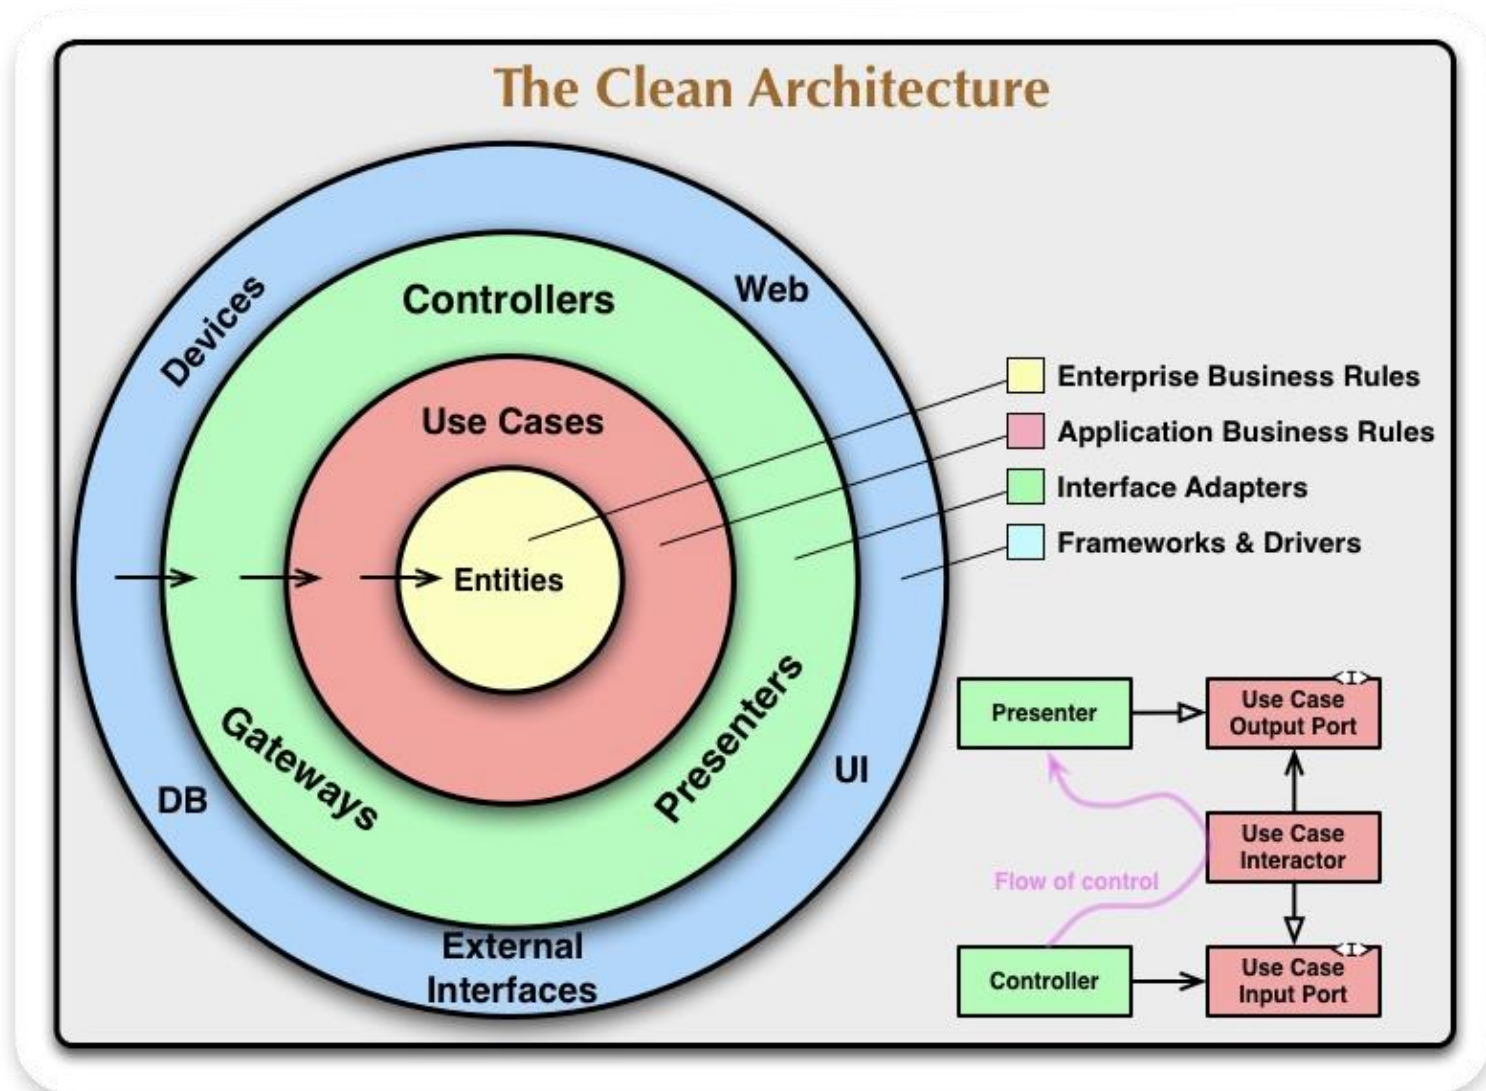 The Clean Architecture
Devices
Web
Controllers
Use Cases
Entities
Gateways
Presenters
DB
UI
External
Interfaces
Enterprise Business Rules
Application Business Rules
Interface Adapters
Frameworks & Drivers
Presenter
<I>
Use Case
Output Port
Use Case
Interactor
Flow of control
Controller
<I>
Use Case
Input Port